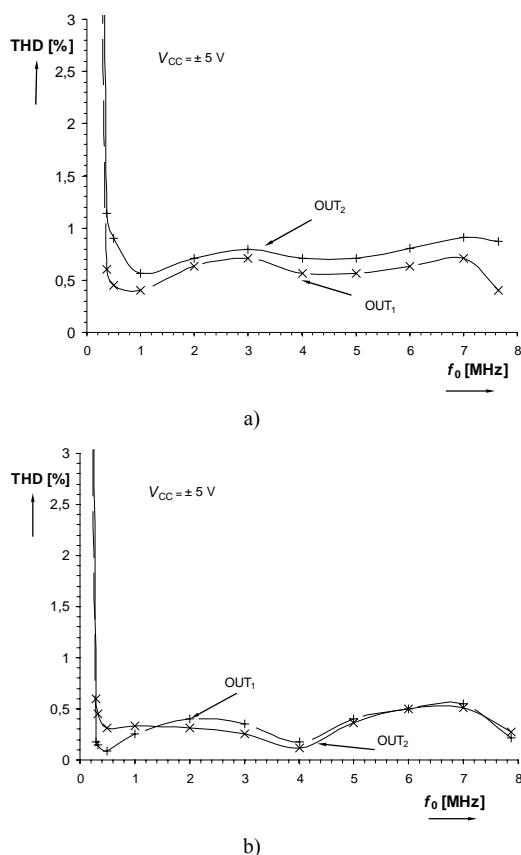 3
THD [%]
V_CC = ± 5 V
2,5
2
1,5
OUT₂
1
0,5
OUT₁
0
0 1 2 3 4 5 6 7 8
f₀ [MHz]
a)
3
THD [%]
2,5
V_CC = ± 5 V
2
1,5
1
OUT₁
0,5
OUT₂
0
0 1 2 3 4 5 6 7 8
f₀ [MHz]
b)